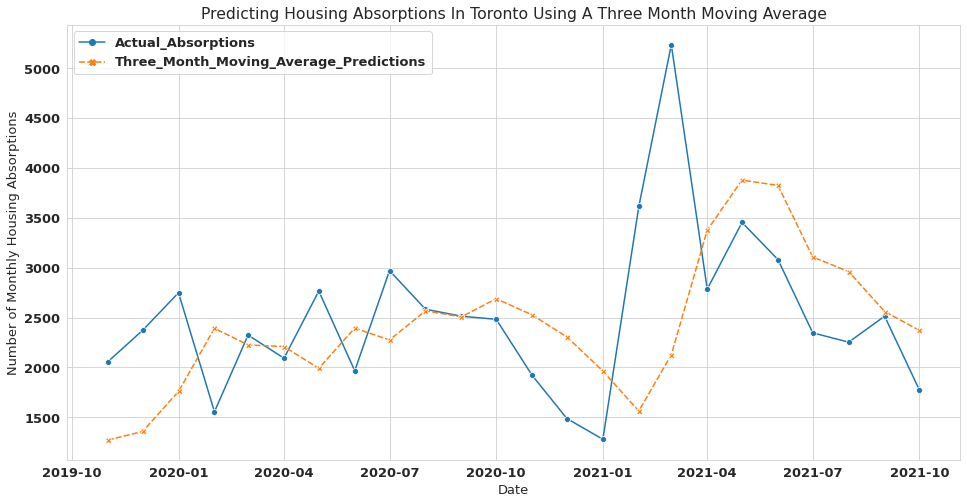 Predicting Housing Absorptions In Toronto Using A Three Month Moving Average
Actual_Absorptions
Three_Month_Moving_Average_Predictions
Number of Monthly Housing Absorptions
5000
4500
4000
3500
3000
2500
2000
1500
2019-10 2020-01 2020-04 2020-07 2020-10 2021-01 2021-04 2021-07 2021-10
Date